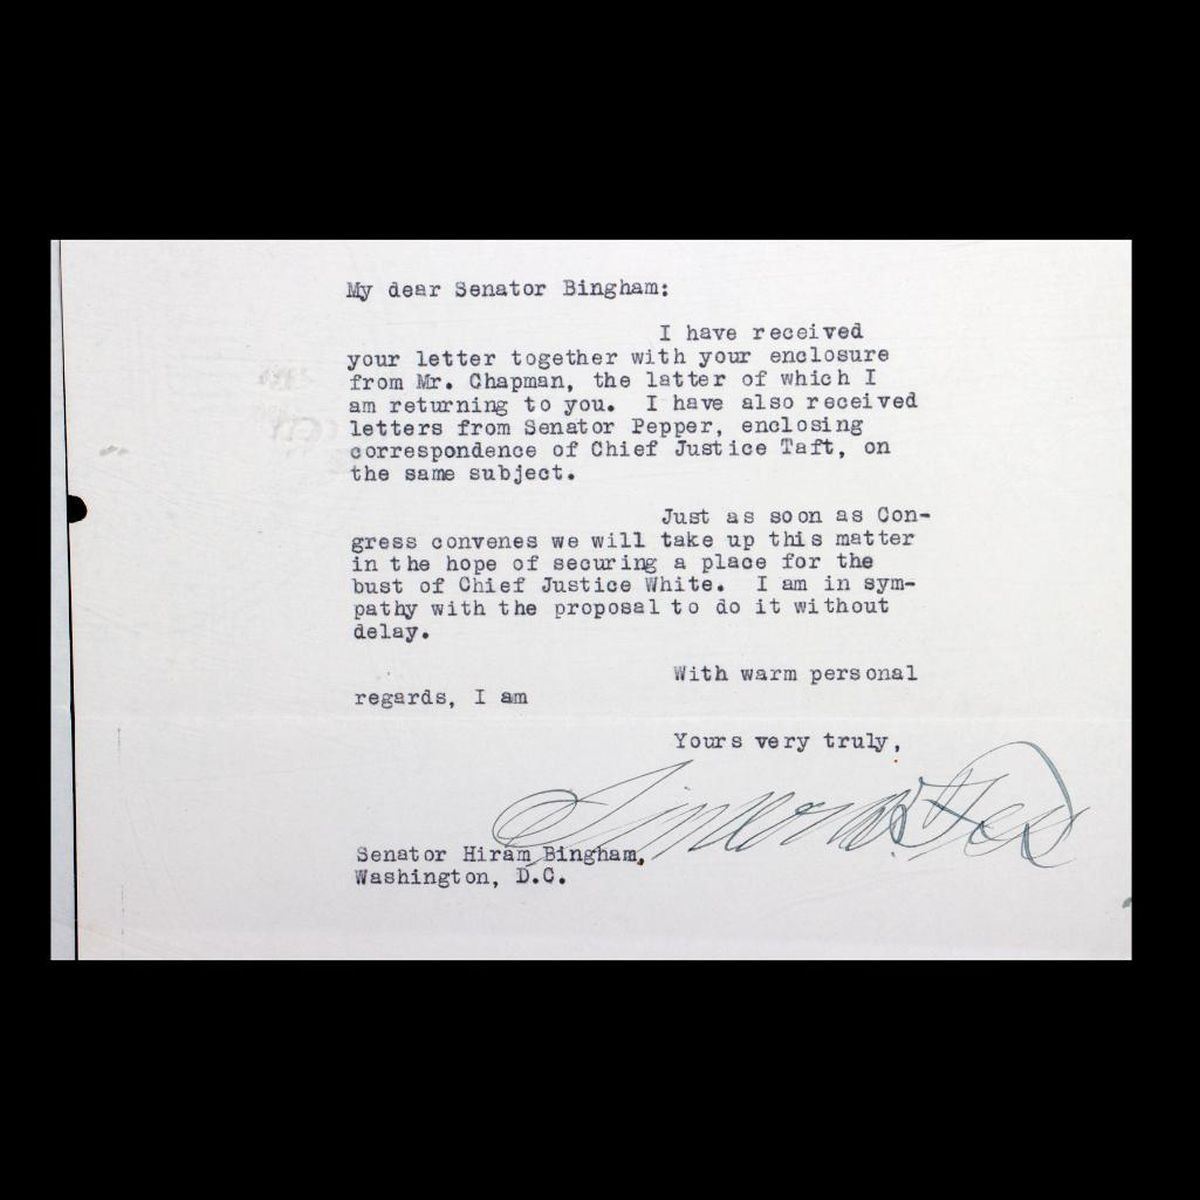 My dear Senator Bingham:
I have received
your letter together with your enclosure
from Mr. Chapman, the latter of which I
am returning to you. I have also received
letters from Senator Pepper, enclosing
correspondence of Chief Justice Taft, on
the same subject.
Just as soon as Con-
gress convenes we will take up this matter
in the hope of securing a place for the
bust of Chief Justice White. I am in sym-
pathy with the proposal to do it without
delay.
With warm personal
regards, I am
Yours very truly,
Simeon D. Fess
Senator Hiram Bingham,
Washington, D.C.